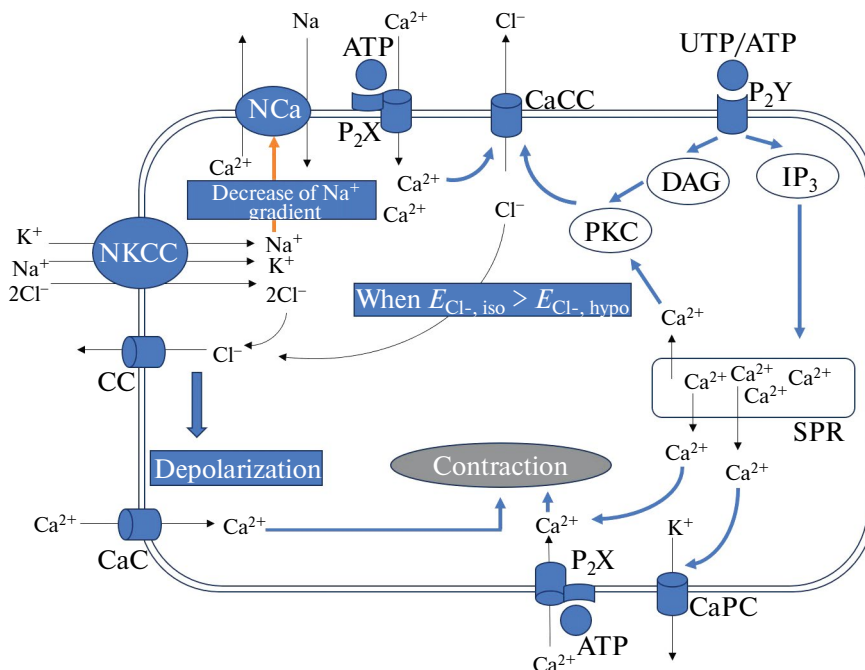 Na
Ca²⁺
Cl⁻
ATP
UTP/ATP
NCa
P₂X
CaCC
P₂Y
Ca²⁺
Ca²⁺
Ca²⁺
DAG
IP₃
Decrease of Na⁺
gradient
Cl⁻
PKC
K⁺
Na⁺
2Cl⁻
NKCC
Na⁺
K⁺
2Cl⁻
When E_Cl-, iso > E_Cl-, hypo
Ca²⁺
CC
Cl⁻
Ca²⁺
Ca²⁺
Ca²⁺
Ca²⁺
SPR
Depolarization
Contraction
Ca²⁺
Ca²⁺
Ca²⁺
CaC
Ca²⁺
Ca²⁺
K⁺
P₂X
CaPC
ATP
Ca²⁺